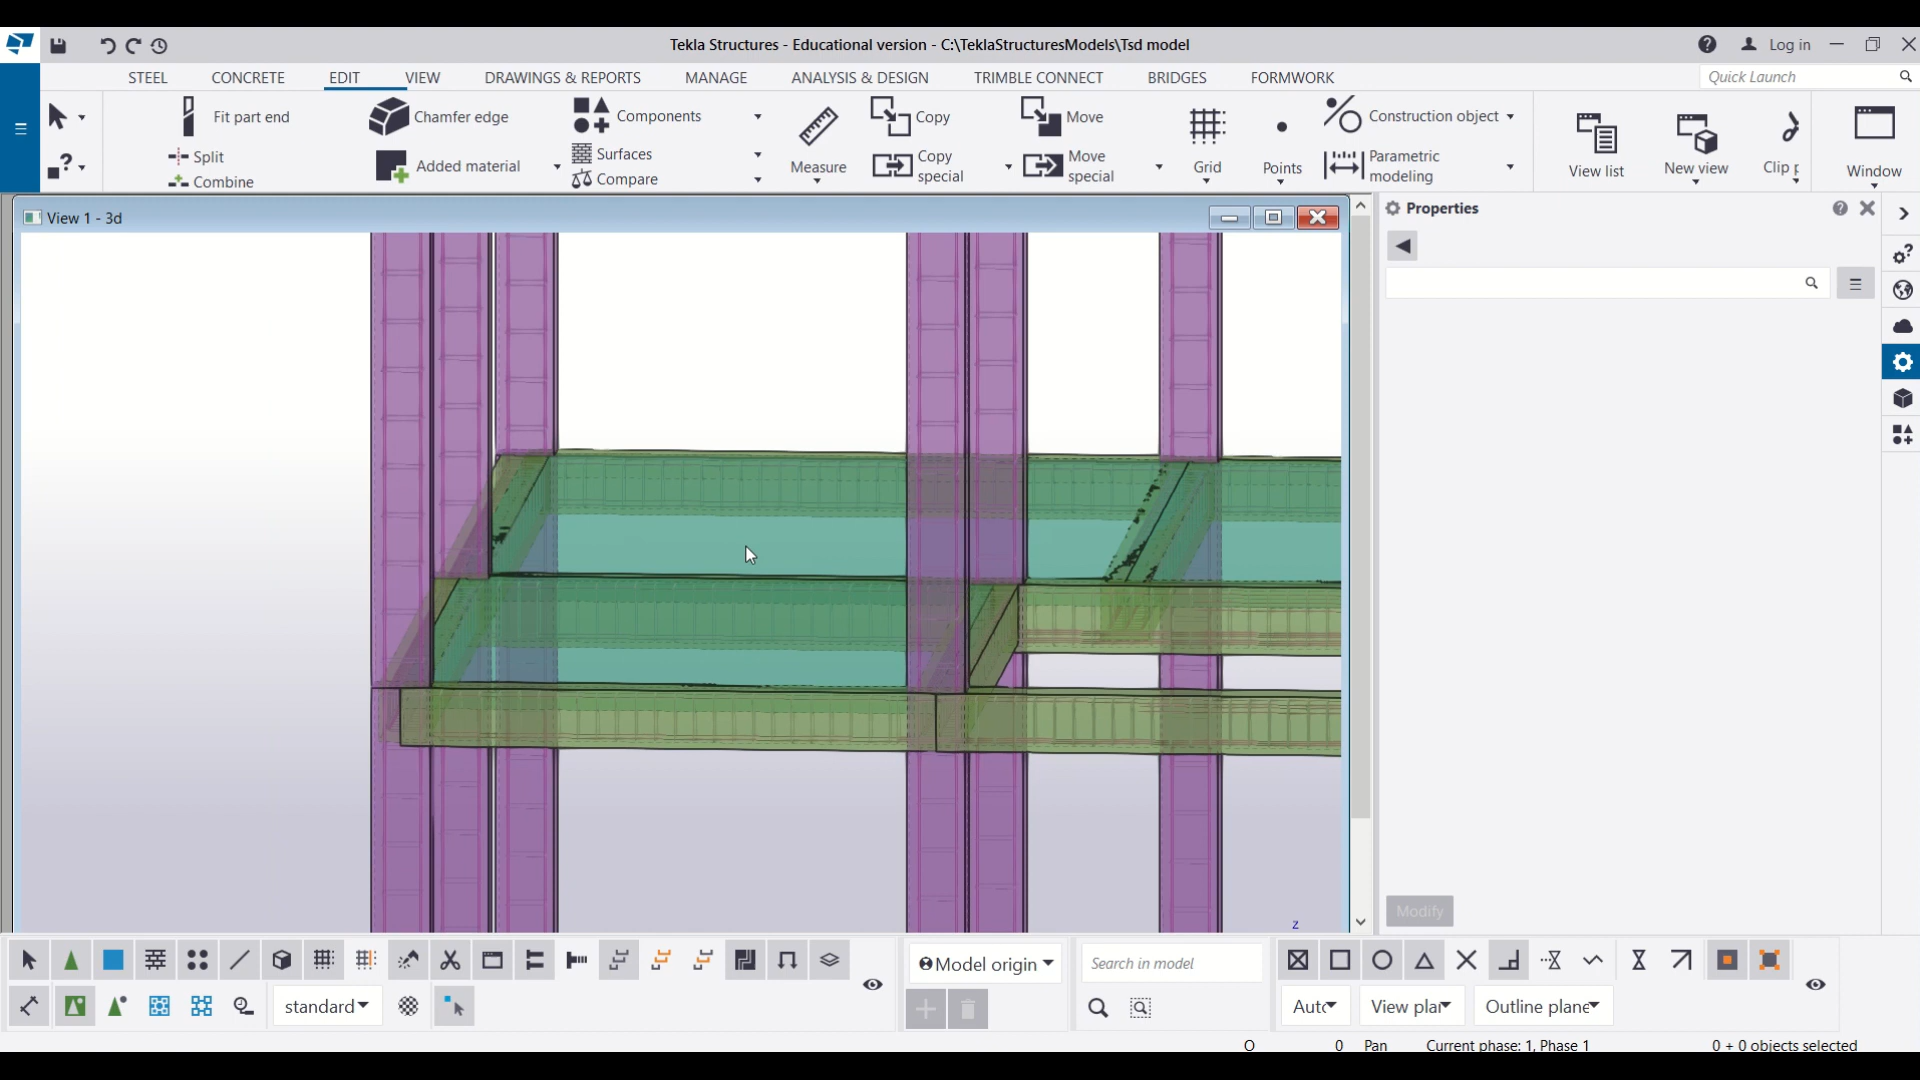 Tekla Structures - Educational version - C:\TeklaStructuresModels\Tsd model
Log in
STEEL
CONCRETE
EDIT
VIEW
DRAWINGS & REPORTS
MANAGE
ANALYSIS & DESIGN
TRIMBLE CONNECT
BRIDGES
FORMWORK
Quick Launch
Fit part end
Split
Combine
Chamfer edge
Added material
Components
Surfaces
Compare
Measure
Copy
Copy
special
Move
Move
special
Grid
Points
Construction object
Parametric
modeling
View list
New view
Clip p
Window
View 1 - 3d
Properties
Modify
z
standard
Model origin
Search in model
Auto
View plan
Outline plane
O
0
Pan
Current phase: 1, Phase 1
0 + 0 objects selected